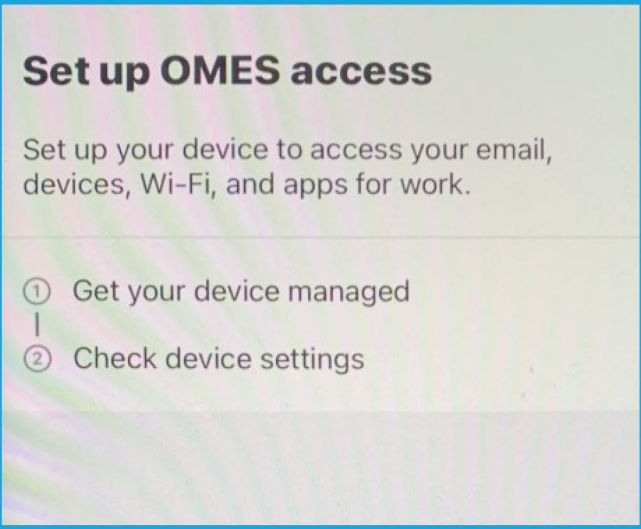 Set up OMES access
Set up your device to access your email,
devices, Wi-Fi, and apps for work.
1 Get your device managed
2 Check device settings